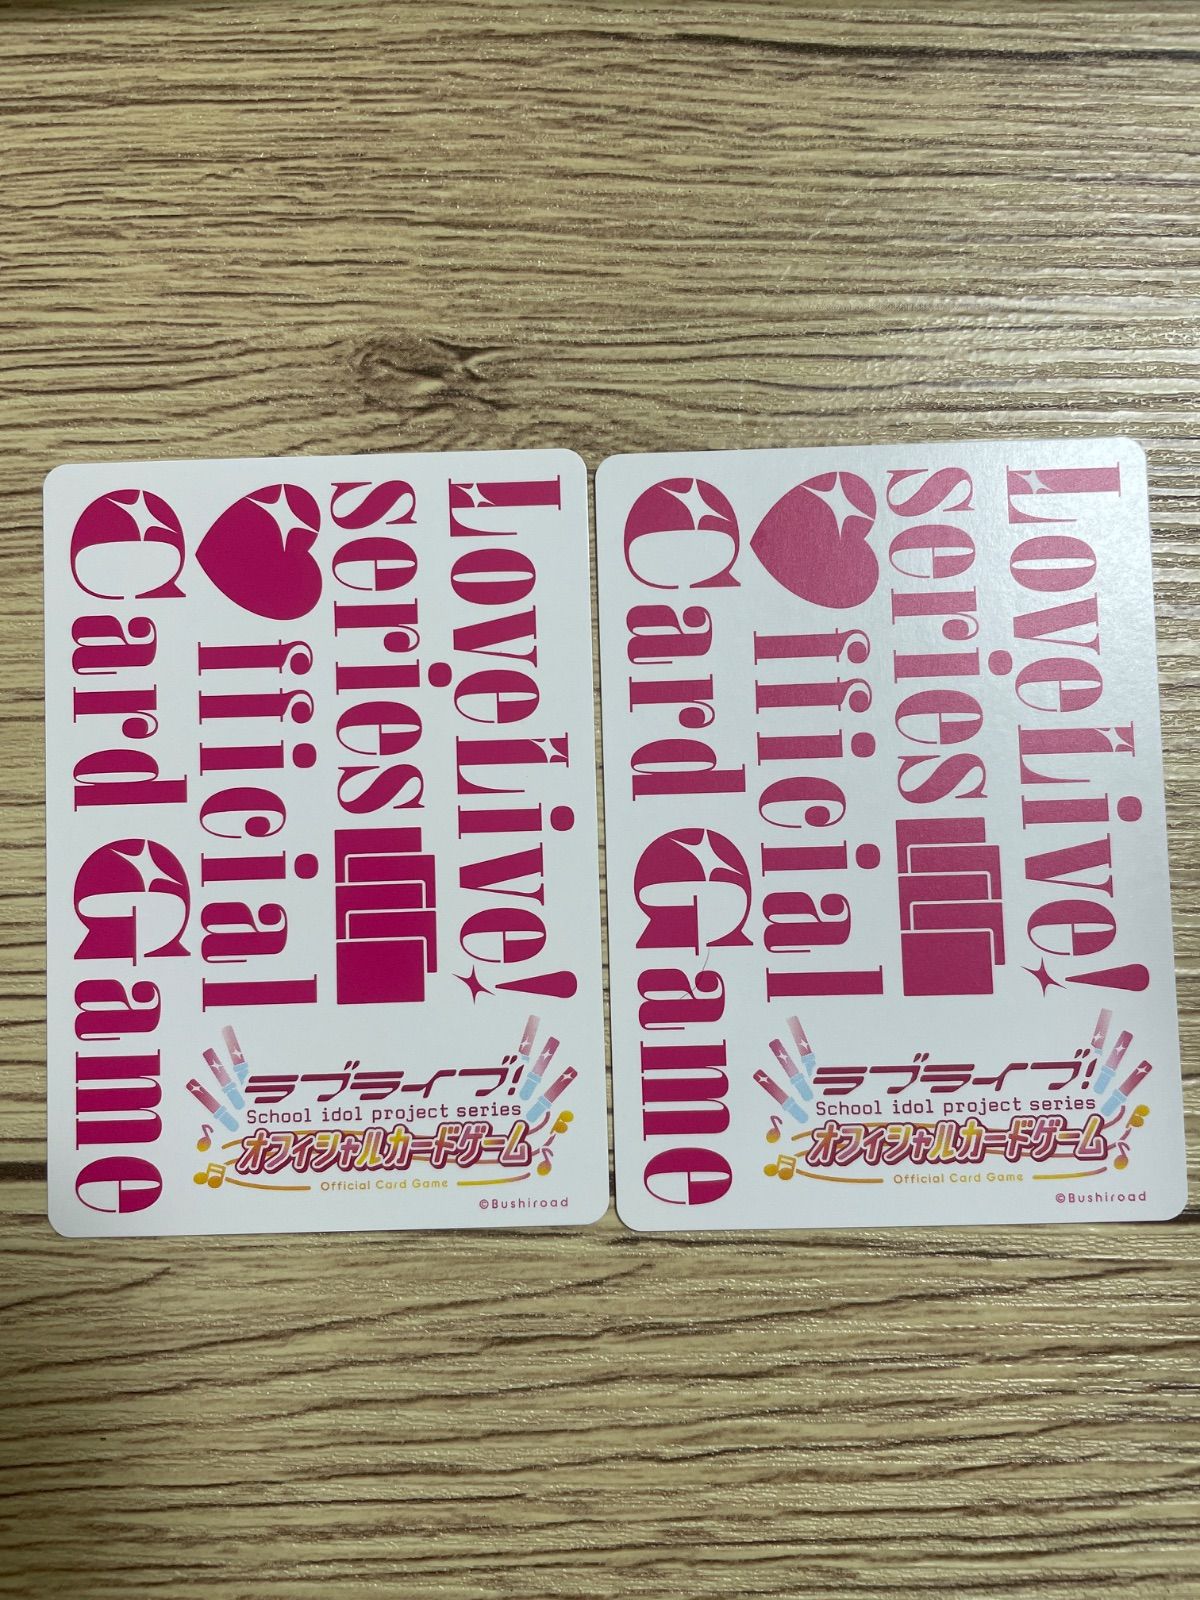 LoveLive!
series
♥fficial
Card Game
ラブライブ!
School idol project series
オフィシャルカードゲーム
Official Card Game
©Bushiroad
LoveLive!
series
♥fficial
Card Game
ラブライブ!
School idol project series
オフィシャルカードゲーム
Official Card Game
©Bushiroad